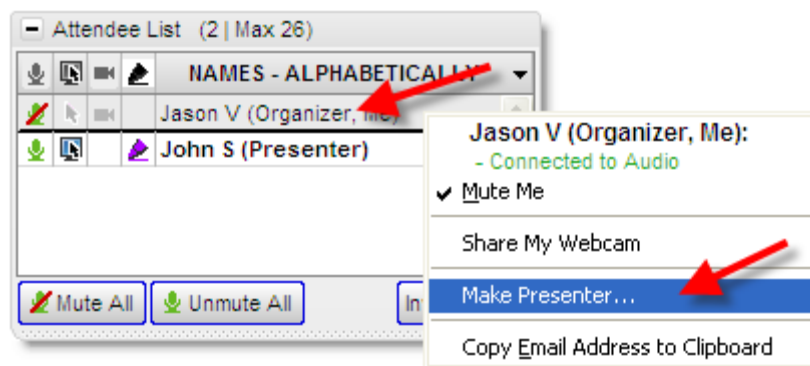 Attendee List (2 | Max 26)
NAMES - ALPHABETICALLY
Jason V (Organizer, Me)
John S (Presenter)
Mute All
Unmute All
Jason V (Organizer, Me):
- Connected to Audio
Mute Me
Share My Webcam
Make Presenter...
Copy Email Address to Clipboard